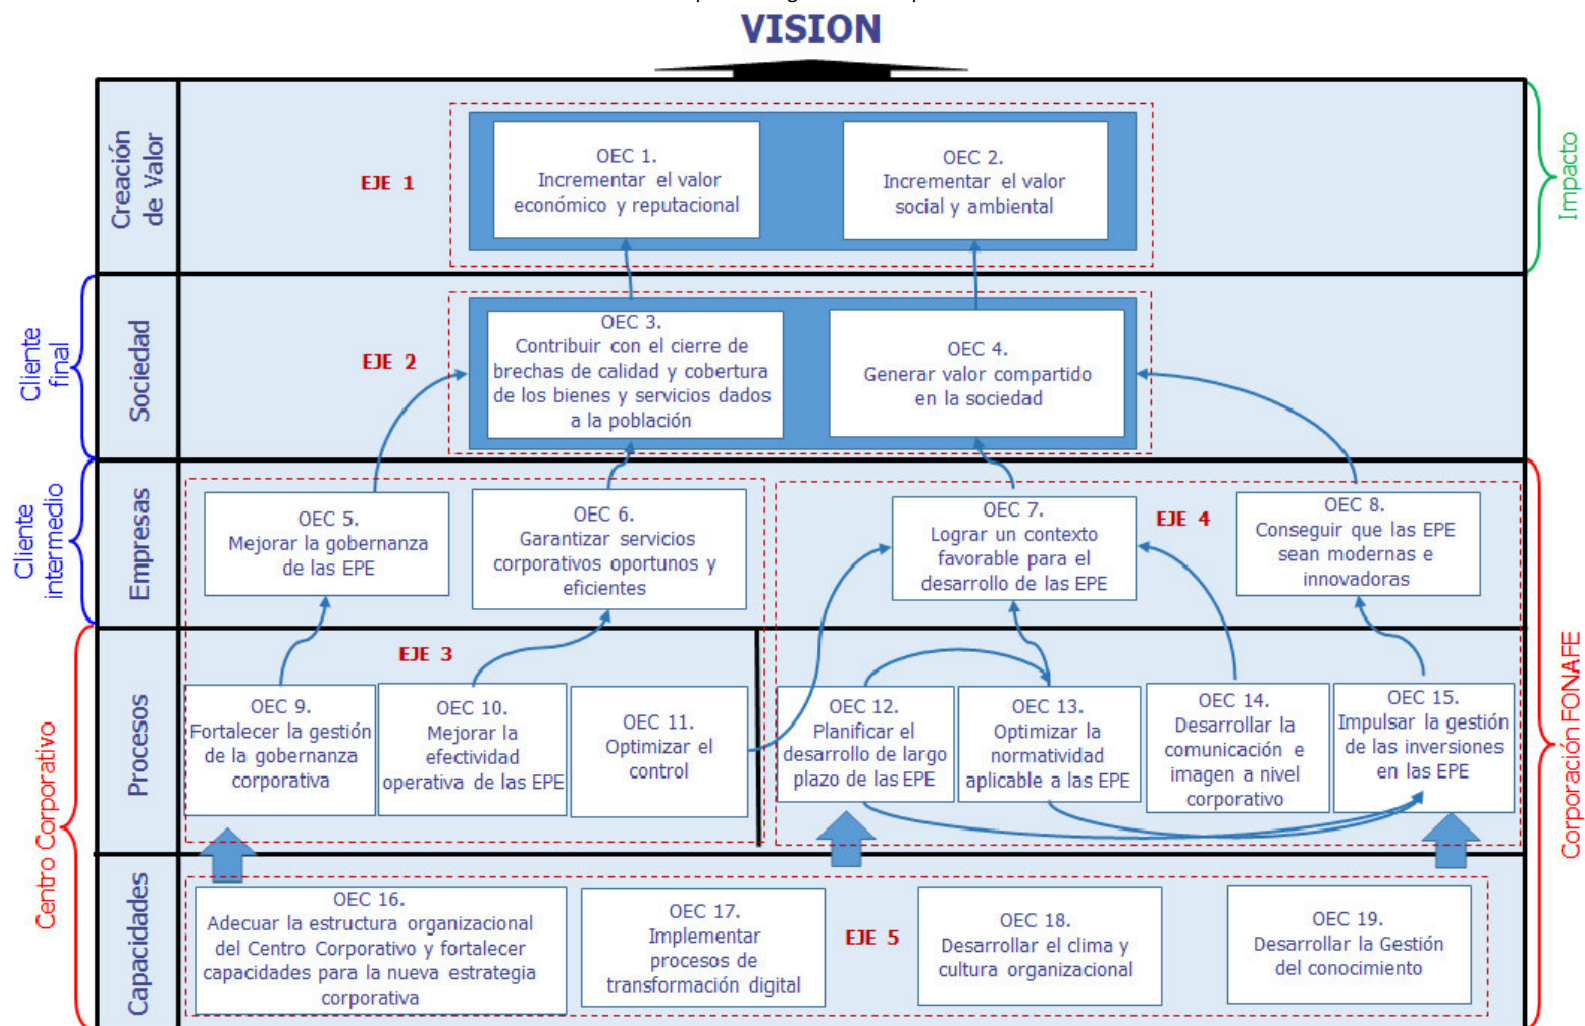 VISION
Creación
de Valor
EJE 1
OEC 1.
Incrementar el valor
económico y reputacional
OEC 2.
Incrementar el valor
social y ambiental
Impacto
Cliente
final
Sociedad
EJE 2
OEC 3.
Contribuir con el cierre de
brechas de calidad y cobertura
de los bienes y servicios dados
a la población
OEC 4.
Generar valor compartido
en la sociedad
Cliente
intermedio
Empresas
OEC 5.
Mejorar la gobernanza
de las EPE
OEC 6.
Garantizar servicios
corporativos oportunos y
eficientes
OEC 7.
Lograr un contexto
favorable para el
desarrollo de las EPE
EJE 4
OEC 8.
Conseguir que las EPE
sean modernas e
innovadoras
Corporación FONAFE
Centro Corporativo
Procesos
EJE 3
OEC 9.
Fortalecer la gestión
de la gobernanza
corporativa
OEC 10.
Mejorar la
efectividad
operativa de las EPE
OEC 11.
Optimizar el
control
OEC 12.
Planificar el
desarrollo de largo
plazo de las EPE
OEC 13.
Optimizar la
normatividad
aplicable a las EPE
OEC 14.
Desarrollar la
comunicación e
imagen a nivel
corporativo
OEC 15.
Impulsar la gestión
de las inversiones
en las EPE
Capacidades
OEC 16.
Adecuar la estructura organizacional
del Centro Corporativo y fortalecer
capacidades para la nueva estrategia
corporativa
OEC 17.
Implementar
procesos de
transformación digital
EJE 5
OEC 18.
Desarrollar el clima y
cultura organizacional
OEC 19.
Desarrollar la Gestión
del conocimiento